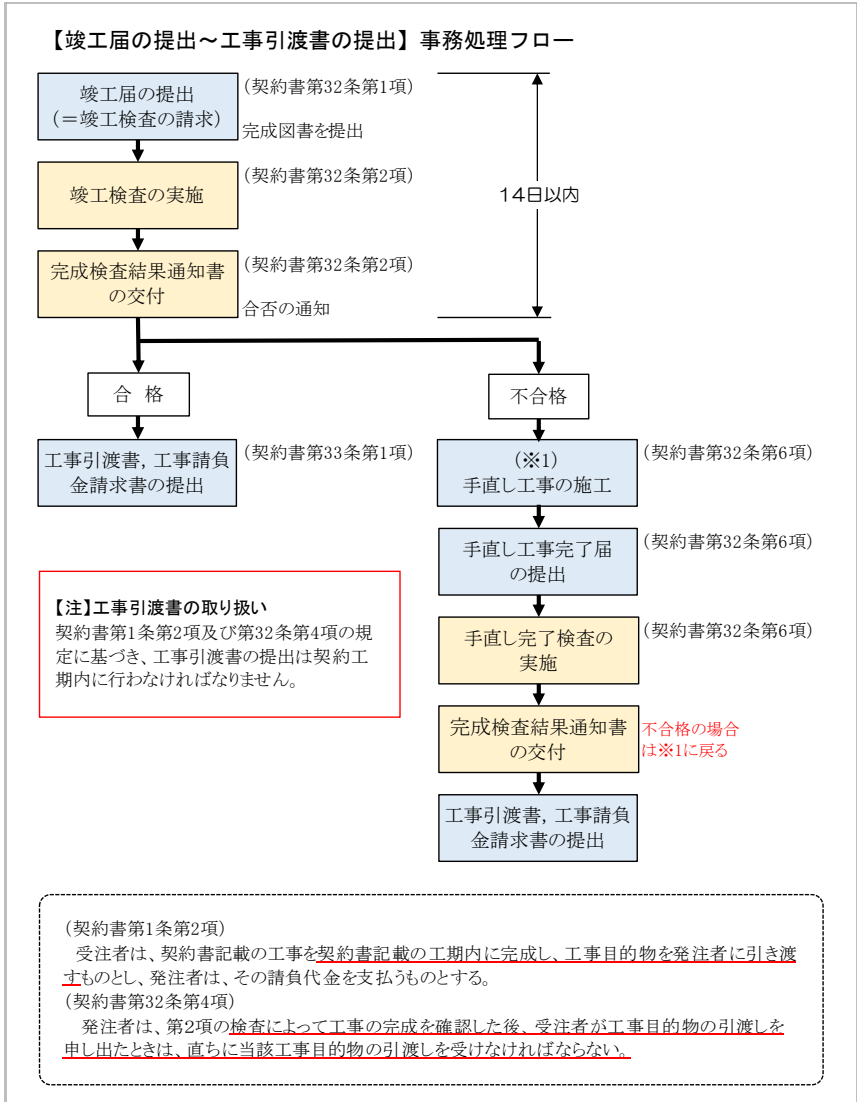 【竣工届の提出～工事引渡書の提出】事務処理フロー
竣工届の提出
（＝竣工検査の請求）
（契約書第32条第1項）
完成図書を提出
竣工検査の実施
（契約書第32条第2項）
14日以内
完成検査結果通知書
の交付
（契約書第32条第2項）
合否の通知
合 格
不合格
工事引渡書，工事請負
金請求書の提出
（契約書第33条第1項）
（※1）
手直し工事の施工
（契約書第32条第6項）
手直し工事完了届
の提出
（契約書第32条第6項）
【注】工事引渡書の取り扱い
契約書第1条第2項及び第32条第4項の規
定に基づき、工事引渡書の提出は契約工
期内に行わなければなりません。
手直し完了検査の
実施
（契約書第32条第6項）
完成検査結果通知書
の交付
不合格の場合
は※1に戻る
工事引渡書，工事請負
金請求書の提出
（契約書第1条第2項）
受注者は、契約書記載の工事を契約書記載の工期内に完成し、工事目的物を発注者に引き渡
すものとし、発注者は、その請負代金を支払うものとする。
（契約書第32条第4項）
発注者は、第2項の検査によって工事の完成を確認した後、受注者が工事目的物の引渡しを
申し出たときは、直ちに当該工事目的物の引渡しを受けなければならない。